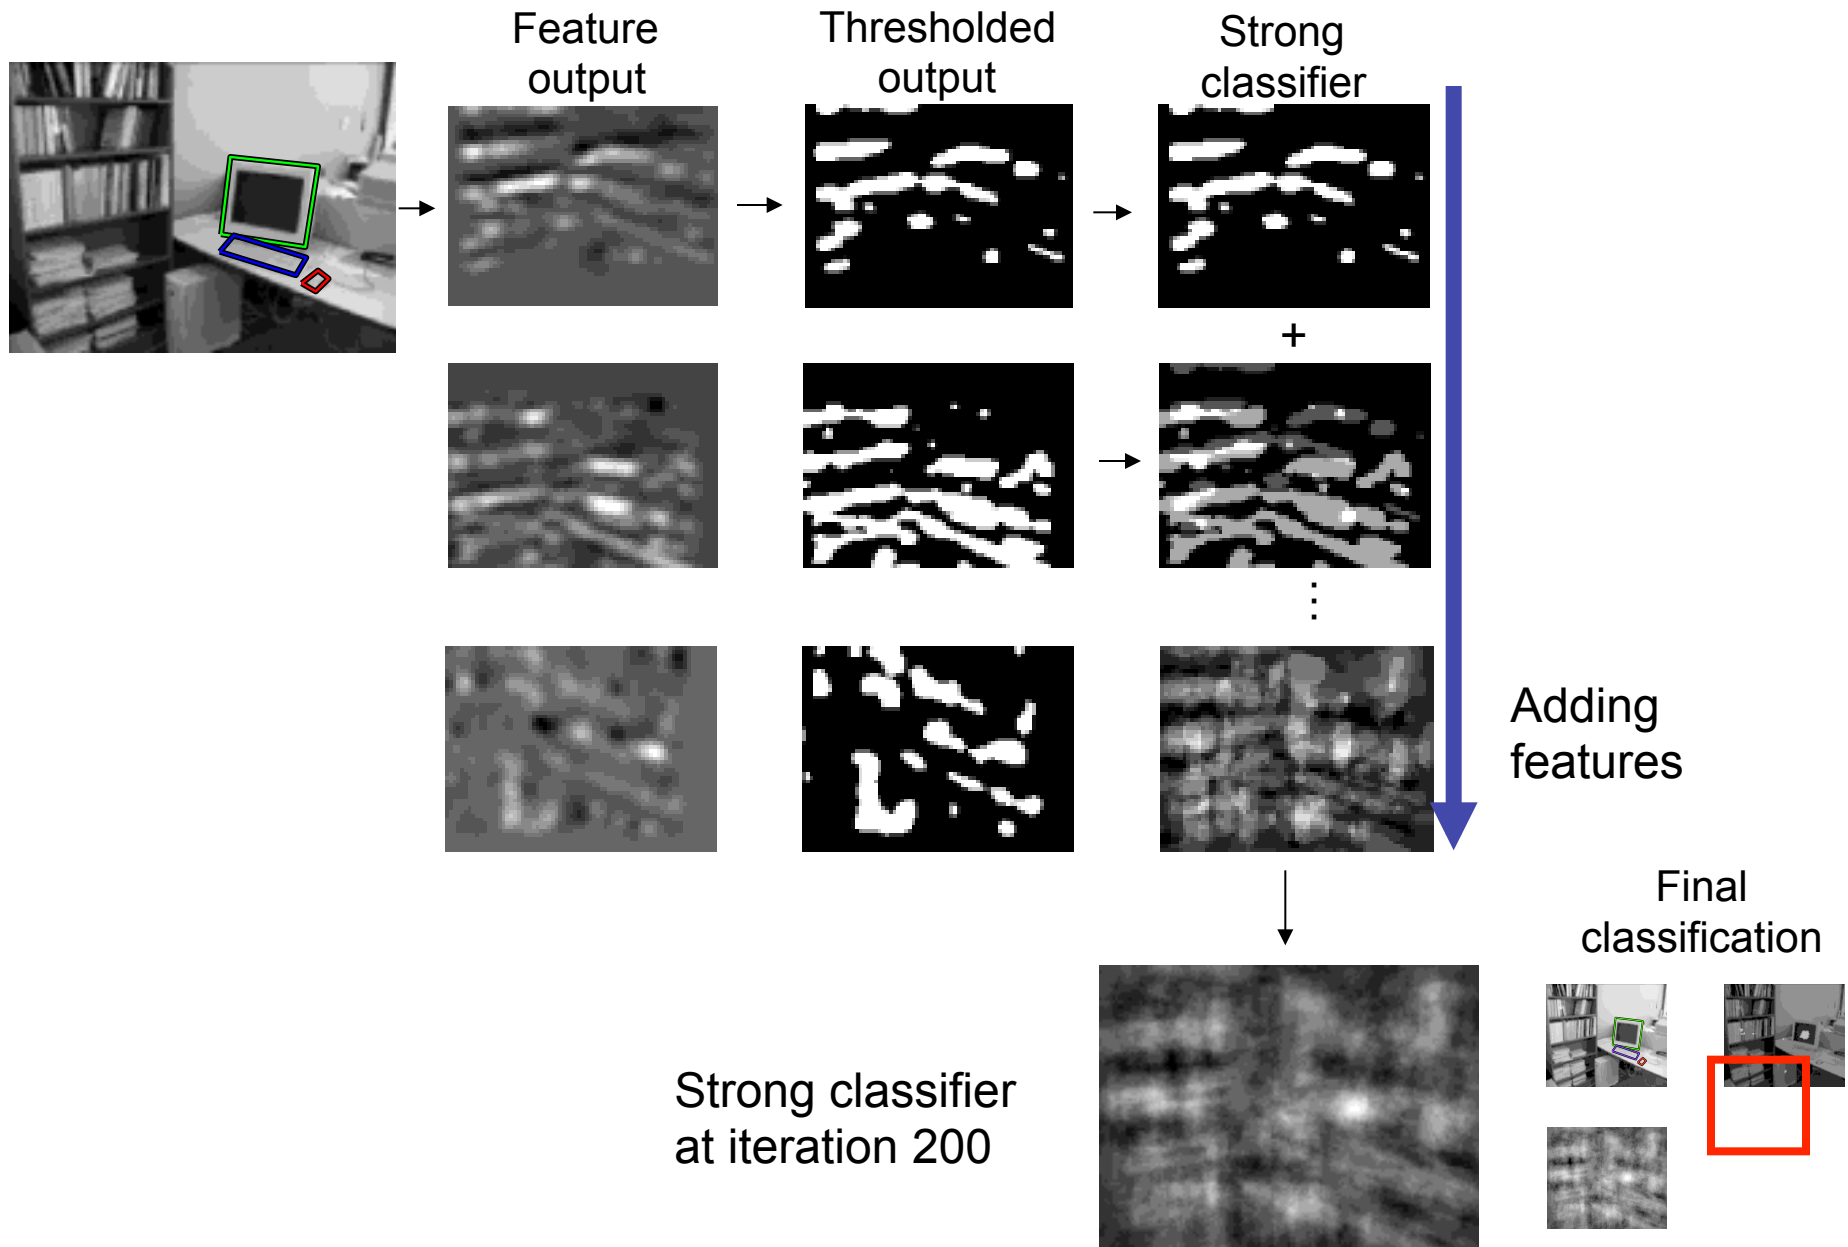 Feature
output
Thresholded
output
Strong
classifier
+
⋮
Adding
features
Final
classification
Strong classifier
at iteration 200